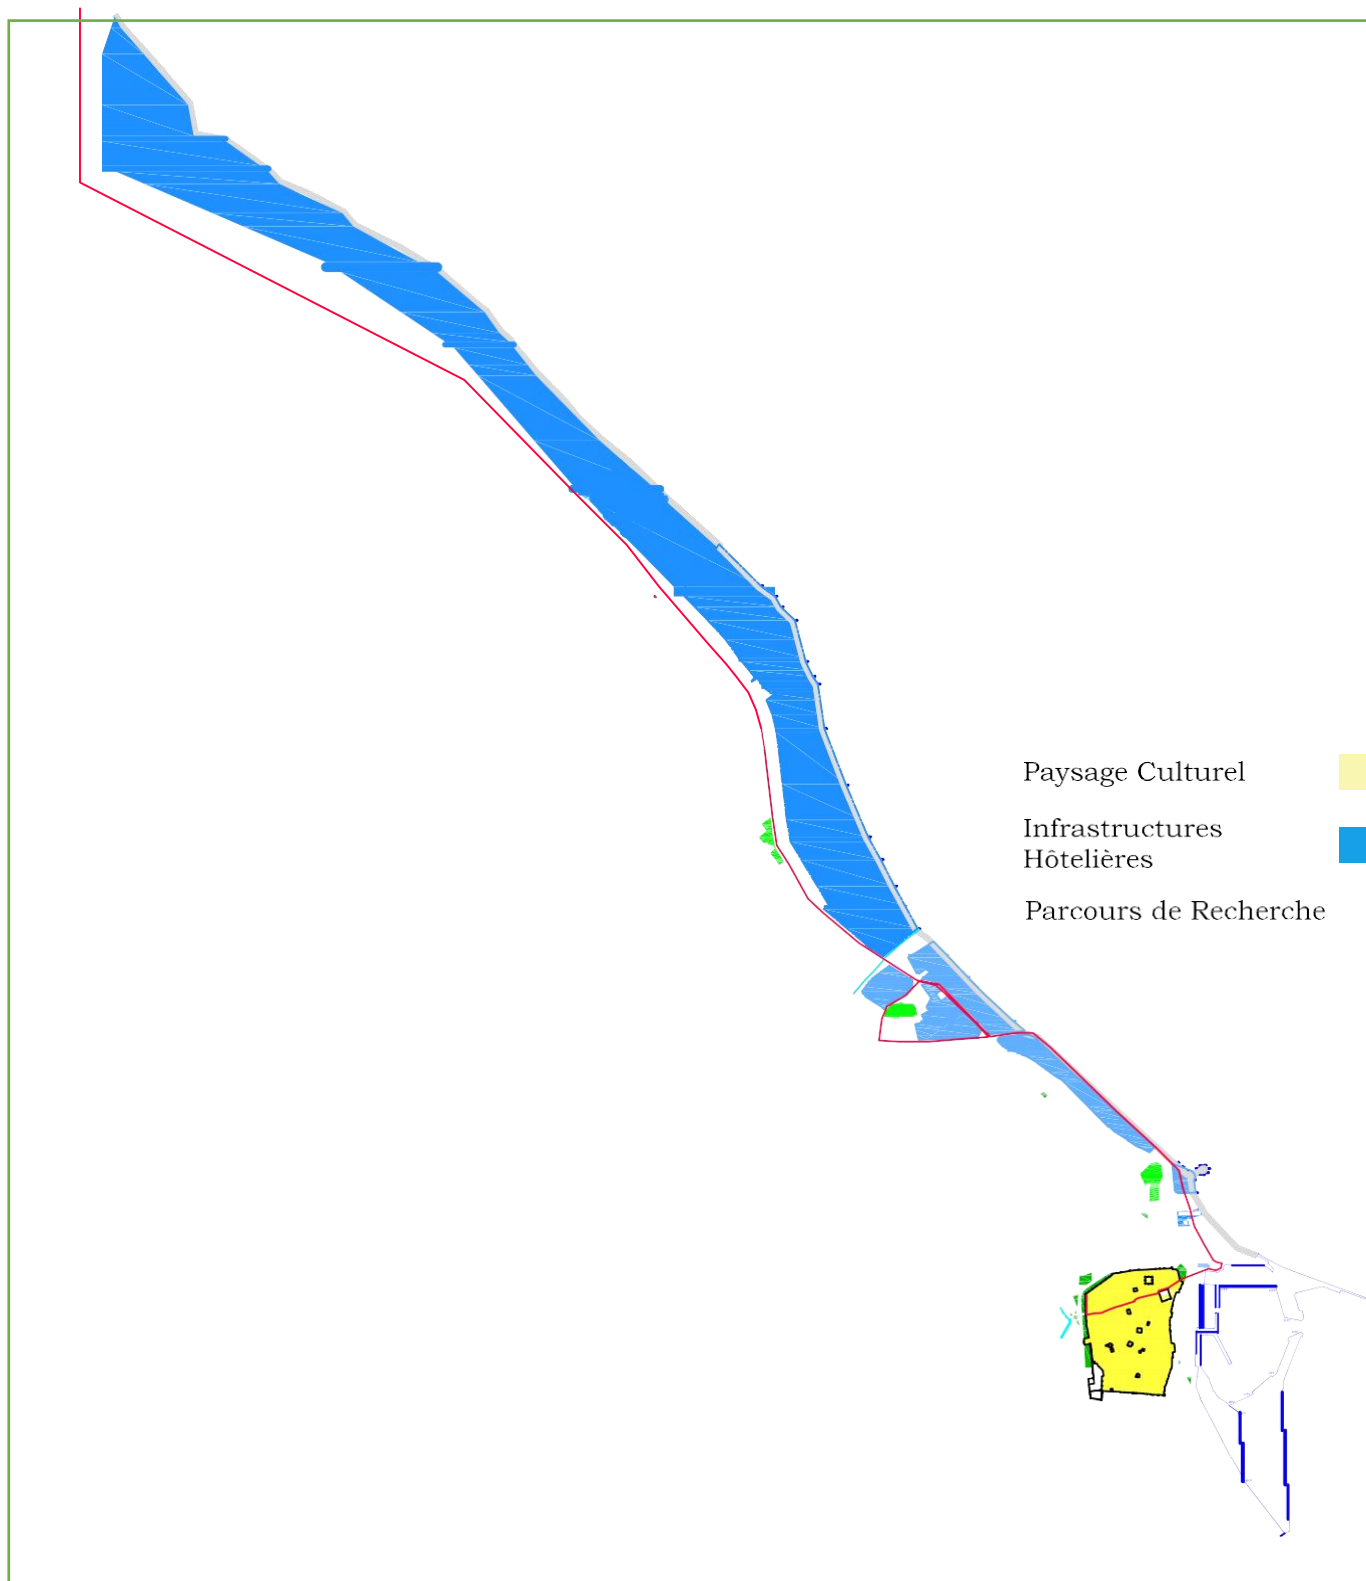 Paysage Culturel
Infrastructures
Hôtelières
Parcours de Recherche